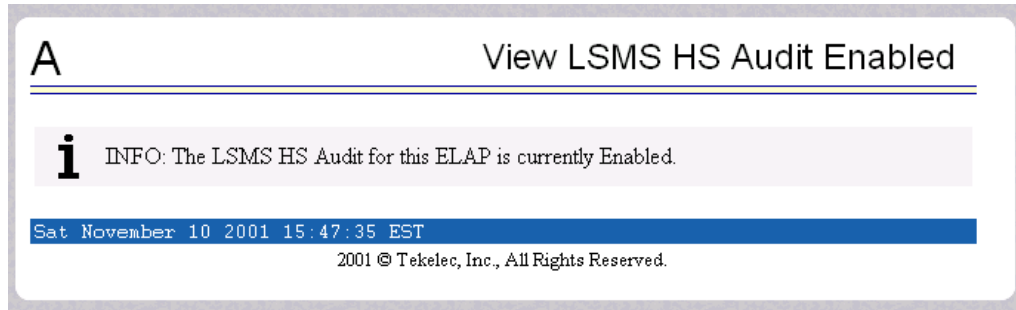 A
View LSMS HS Audit Enabled
i
INFO: The LSMS HS Audit for this ELAP is currently Enabled.
Sat November 10 2001 15:47:35 EST
2001 © Tekelec, Inc., All Rights Reserved.